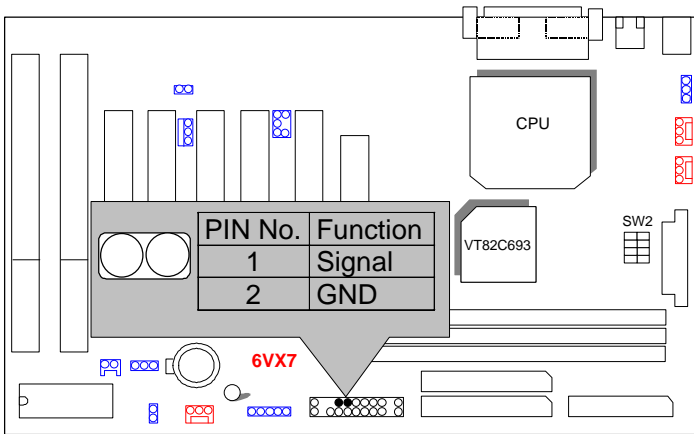 CPU
SW2
VT82C693
PIN No. Function
1 Signal
2 GND
6VX7